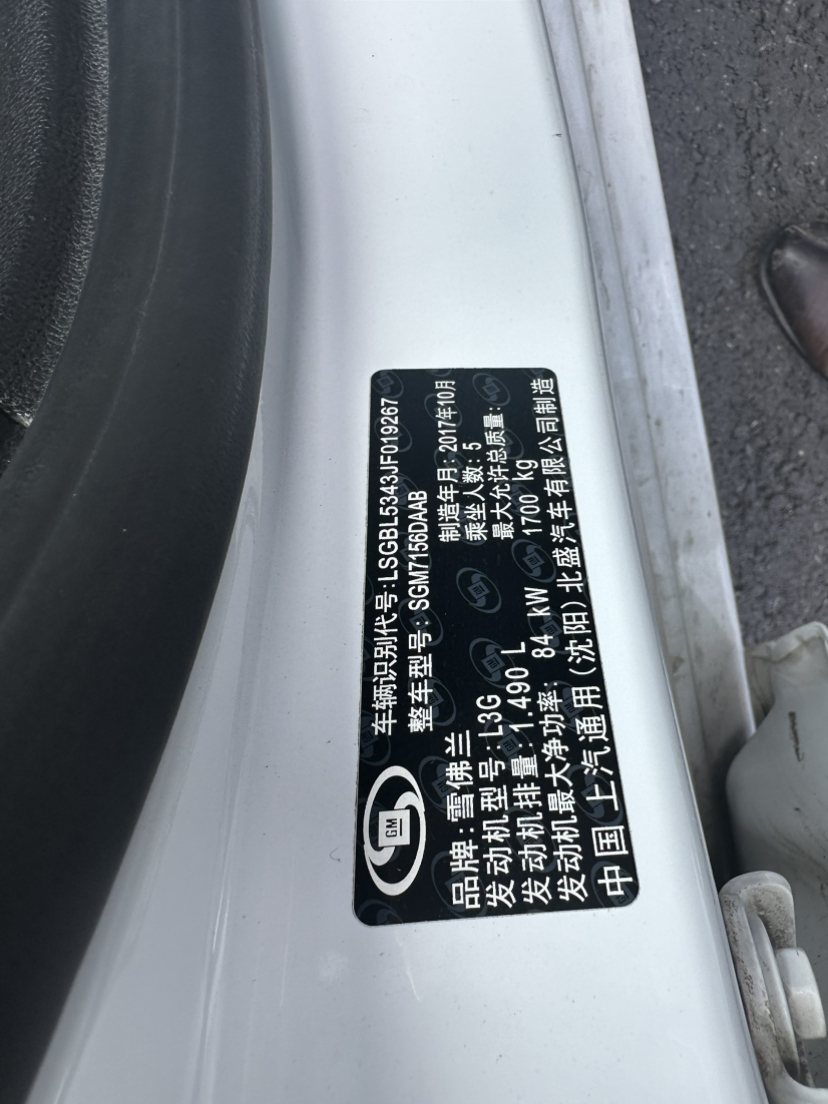 GM
车辆识别代号:LSGBL5343JF019267
整车型号:SGM7156DAAB
品牌:雪佛兰
发动机型号:L3G 制造年月:2017年10月
发动机排量:1.490 L 乘坐人数:5
发动机最大净功率: 84 kW 最大允许总质量: 1700 kg
中国上汽通用(沈阳)北盛汽车有限公司制造